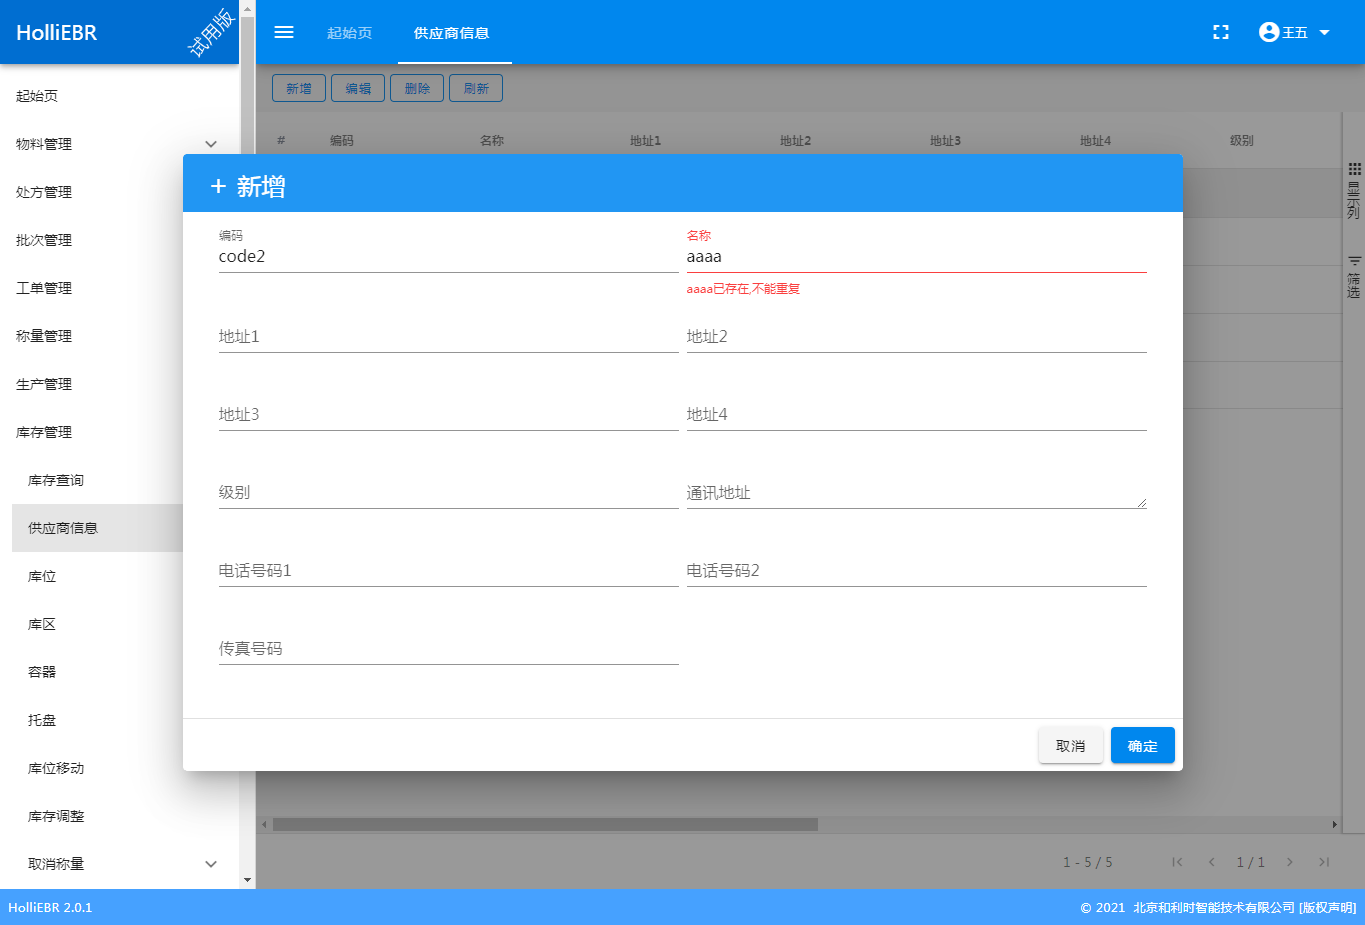 HolliEBR
试用版
起始页
供应商信息
王五
起始页
物料管理
处方管理
批次管理
工单管理
称量管理
生产管理
库存管理
库存查询
供应商信息
库位
库区
容器
托盘
库位移动
库存调整
取消称量
新增
编辑
删除
刷新
# 编码 名称 地址1 地址2 地址3 地址4 级别
显示列
筛选
+ 新增
编码
code2
名称
aaaa
aaaa已存在,不能重复
地址1
地址2
地址3
地址4
级别
通讯地址
电话号码1
电话号码2
传真号码
取消
确定
1 - 5 / 5
1 / 1
HolliEBR 2.0.1
© 2021 北京和利时智能技术有限公司 [版权声明]